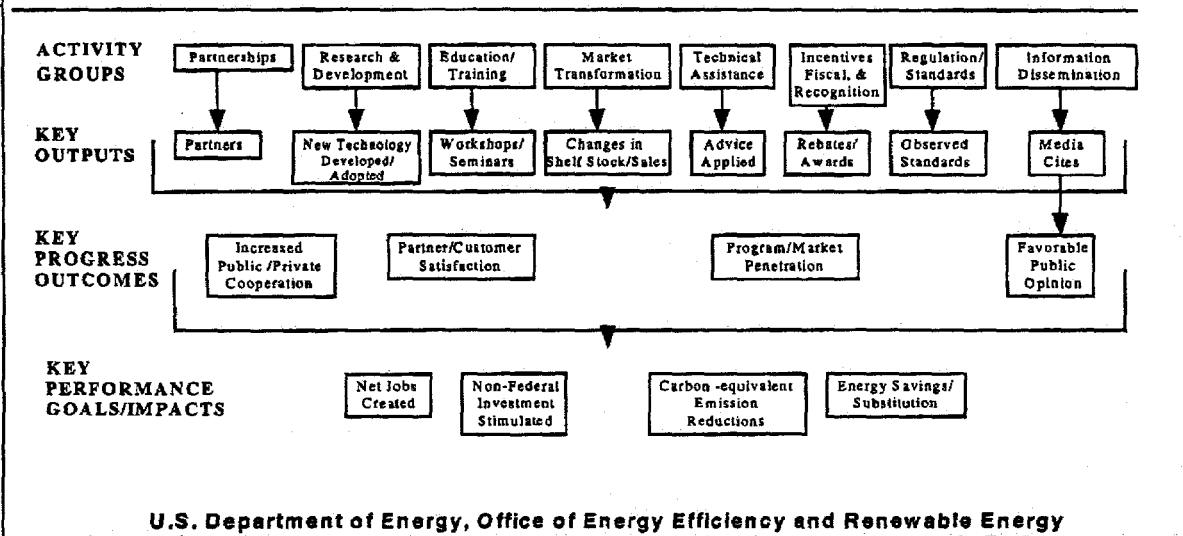 ACTIVITY
GROUPS
Partnerships
Research &
Development
Education/
Training
Market
Transformation
Technical
Assistance
Incentives
Fiscal, &
Recognition
Regulation/
Standards
Information
Dissemination
KEY
OUTPUTS
Partners
New Technology
Developed/
Adopted
Workshops/
Seminars
Changes in
Shelf Stock/Sales
Advice
Applied
Rebates/
Awards
Observed
Standards
Media
Cites
KEY
PROGRESS
OUTCOMES
Increased
Public /Private
Cooperation
Partner/Customer
Satisfaction
Program/Market
Penetration
Favorable
Public
Opinion
KEY
PERFORMANCE
GOALS/IMPACTS
Net Jobs
Created
Non-Federal
Investment
Stimulated
Carbon -equivalent
Emission
Reductions
Energy Savings/
Substitution
U.S. Department of Energy, Office of Energy Efficiency and Renewable Energy